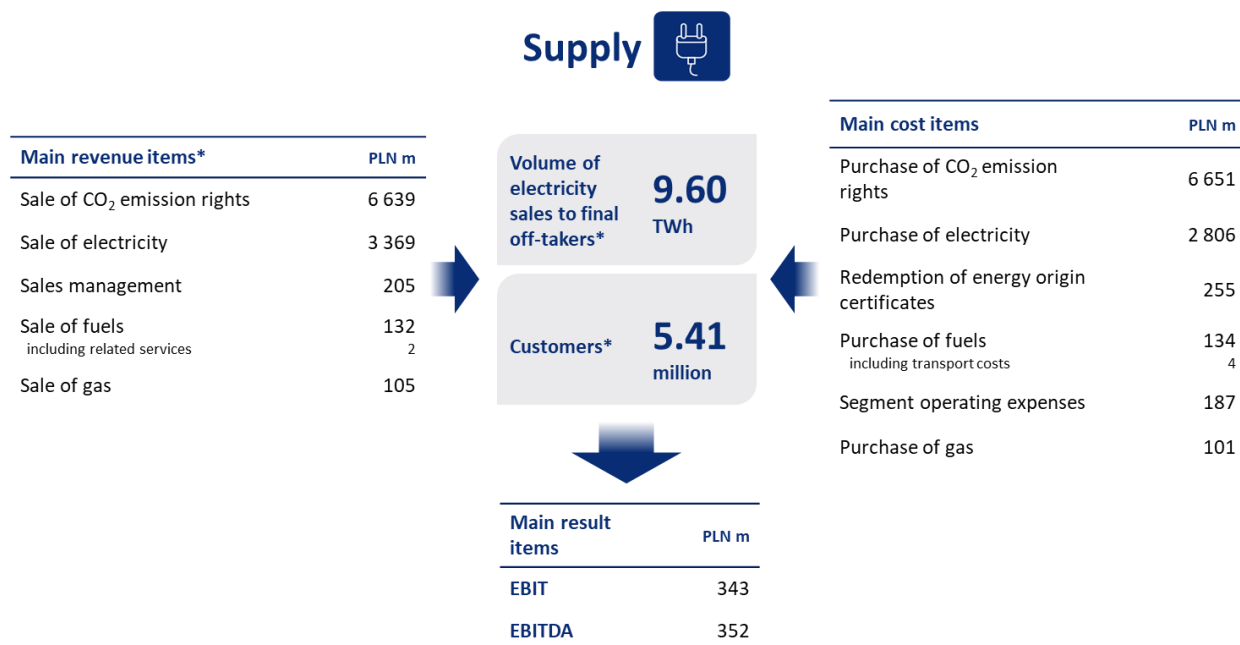 Supply
Main revenue items* PLN m
Sale of CO₂ emission rights 6 639
Sale of electricity 3 369
Sales management 205
Sale of fuels 132
including related services 2
Sale of gas 105
Volume of
electricity
sales to final
off-takers*
9.60
TWh
Customers*
5.41
million
Main cost items PLN m
Purchase of CO₂ emission
rights
6 651
Purchase of electricity 2 806
Redemption of energy origin
certificates
255
Purchase of fuels 134
including transport costs 4
Segment operating expenses 187
Purchase of gas 101
Main result
items
PLN m
EBIT 343
EBITDA 352